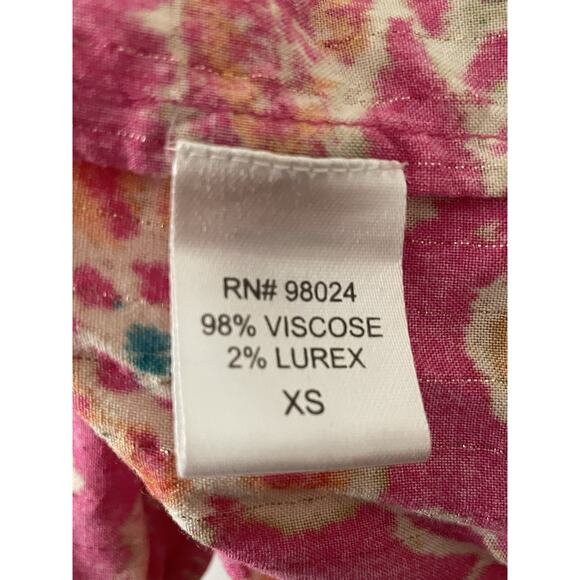 RN# 98024
98% VISCOSE
2% LUREX
XS